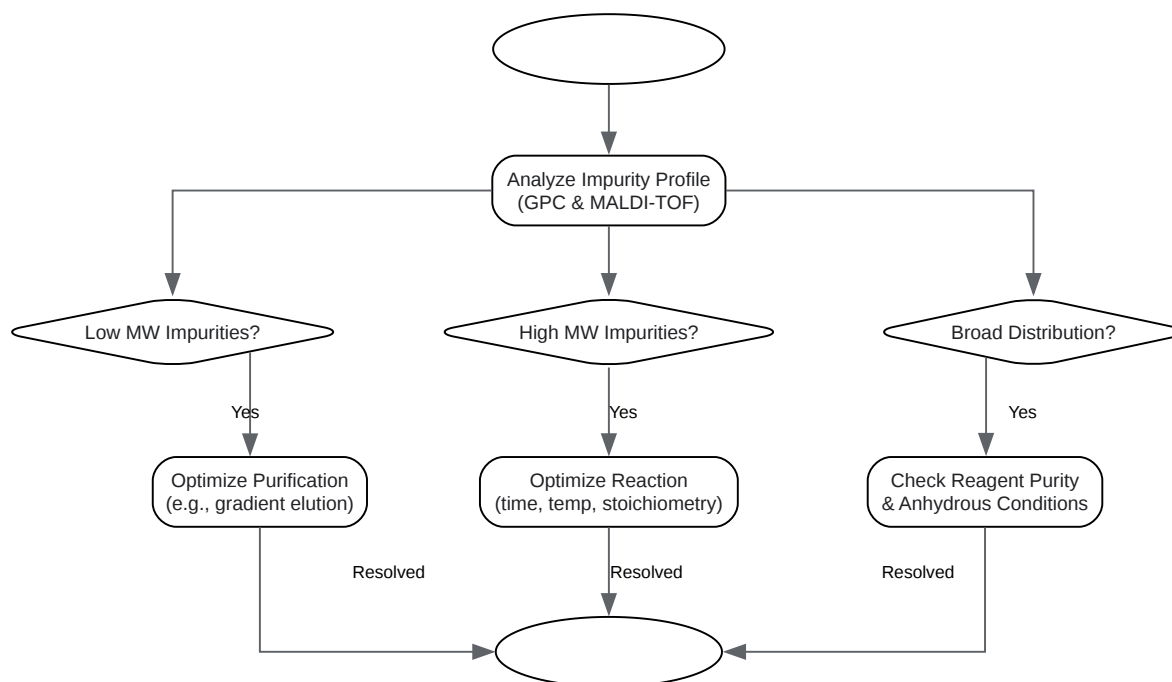 Analyze Impurity Profile
(GPC & MALDI-TOF)
Low MW Impurities?
High MW Impurities?
Broad Distribution?
Yes
Yes
Yes
Optimize Purification
(e.g., gradient elution)
Optimize Reaction
(time, temp, stoichiometry)
Check Reagent Purity
& Anhydrous Conditions
Resolved
Resolved
Resolved